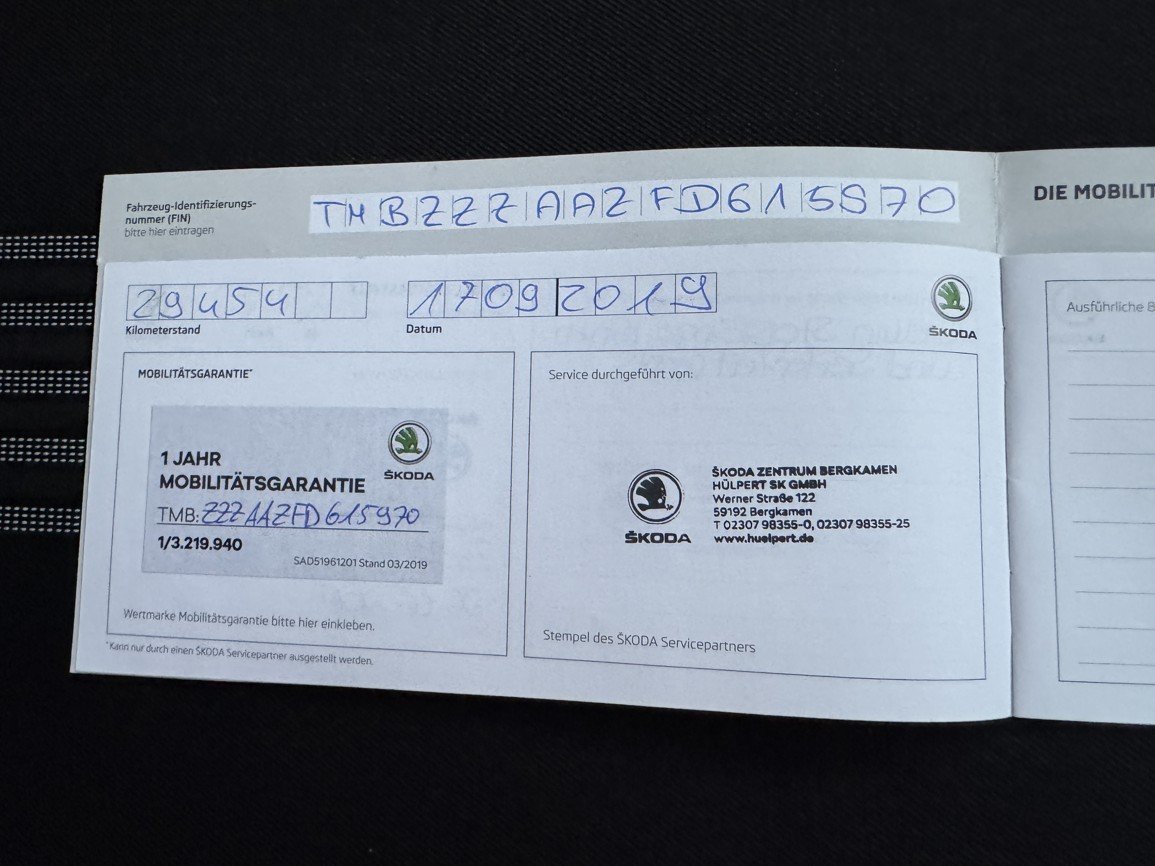 Fahrzeug-Identifizierungs-
nummer (FIN)
bitte hier eintragen
TMBZZZAAZFD615970
29454
Kilometerstand
17092019
Datum
ŠKODA
MOBILITÄTSGARANTIE*
1 JAHR
MOBILITÄTSGARANTIE
ŠKODA
TMB: ZZZAAZFD615970
1/3.219.940
SAD51961201 Stand 03/2019
Wertmarke Mobilitätsgarantie bitte hier einkleben.
*Kann nur durch einen ŠKODA Servicepartner ausgestellt werden.
Service durchgeführt von:
ŠKODA
ŠKODA ZENTRUM BERGKAMEN
HÜLPERT SK GMBH
Werner Straße 122
59192 Bergkamen
T 02307 98355-0, 02307 98355-25
www.huelpert.de
Stempel des ŠKODA Servicepartners
DIE MOBILIT
Ausführliche B